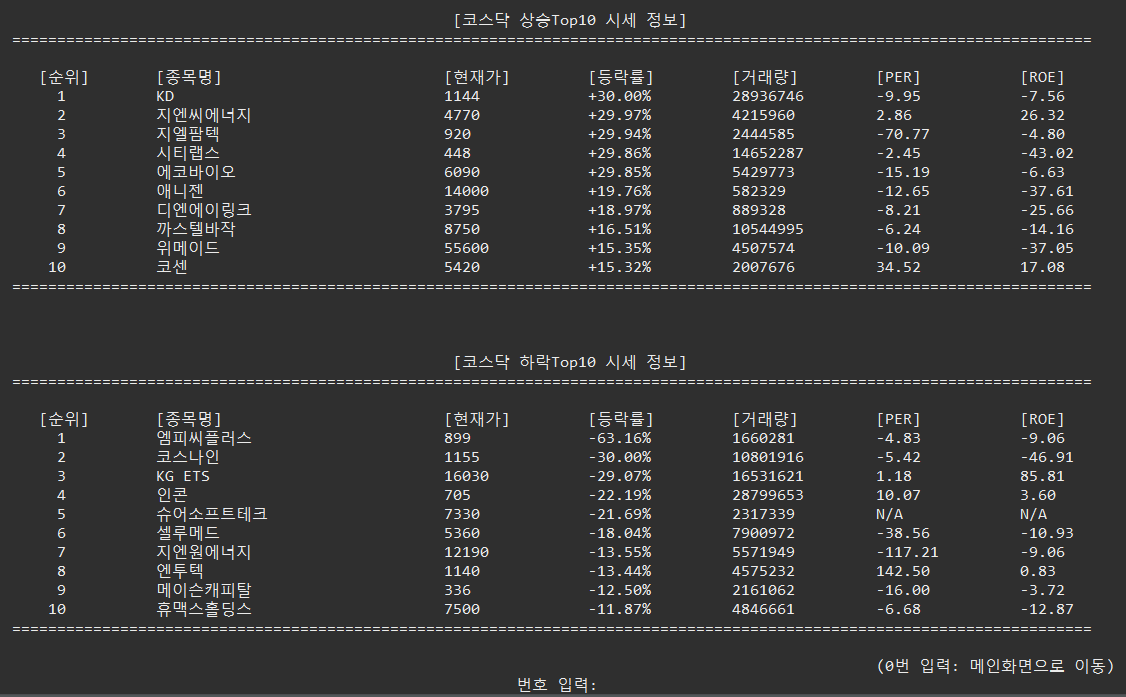 [코스닥 상승Top10 시세 정보]
========================================================================================================================
[순위] [종목명] [현재가] [등락률] [거래량] [PER] [ROE]
1 KD 1144 +30.00% 28936746 -9.95 -7.56
2 지엔씨에너지 4770 +29.97% 4215960 2.86 26.32
3 지엘팜텍 920 +29.94% 2444585 -70.77 -4.80
4 시티랩스 448 +29.86% 14652287 -2.45 -43.02
5 에코바이오 6090 +29.85% 5429773 -15.19 -6.63
6 애니젠 14000 +19.76% 582329 -12.65 -37.61
7 디엔에이링크 3795 +18.97% 889328 -8.21 -25.66
8 까스텔바작 8750 +16.51% 10544995 -6.24 -14.16
9 위메이드 55600 +15.35% 4507574 -10.09 -37.05
10 코센 5420 +15.32% 2007676 34.52 17.08
========================================================================================================================
[코스닥 하락Top10 시세 정보]
========================================================================================================================
[순위] [종목명] [현재가] [등락률] [거래량] [PER] [ROE]
1 엠피씨플러스 899 -63.16% 1660281 -4.83 -9.06
2 코스나인 1155 -30.00% 10801916 -5.42 -46.91
3 KG ETS 16030 -29.07% 16531621 1.18 85.81
4 인콘 705 -22.19% 28799653 10.07 3.60
5 슈어소프트테크 7330 -21.69% 2317339 N/A N/A
6 셀루메드 5360 -18.04% 7900972 -38.56 -10.93
7 지엔원에너지 12190 -13.55% 5571949 -117.21 -9.06
8 엔투텍 1140 -13.44% 4575232 142.50 0.83
9 메이슨캐피탈 336 -12.50% 2161062 -16.00 -3.72
10 휴맥스홀딩스 7500 -11.87% 4846661 -6.68 -12.87
========================================================================================================================
(0번 입력: 메인화면으로 이동)
번호 입력: